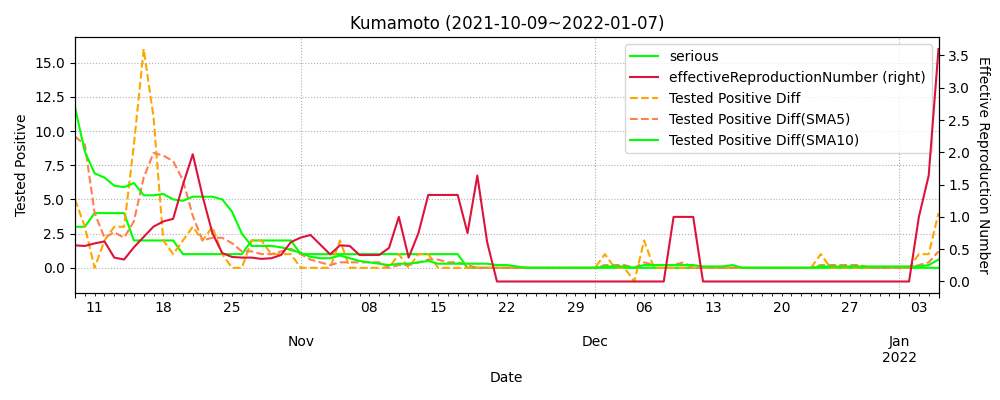 Kumamoto (2021-10-09~2022-01-07)
Tested Positive
15.0
12.5
10.0
7.5
5.0
2.5
0.0
serious
effectiveReproductionNumber (right)
Tested Positive Diff
Tested Positive Diff(SMA5)
Tested Positive Diff(SMA10)
3.5
3.0
2.5
2.0
1.5
1.0
0.5
0.0
Effective Reproduction Number
11 18 25 08 15 22 29 06 13 20 27 03
Nov Dec Jan
2022
Date